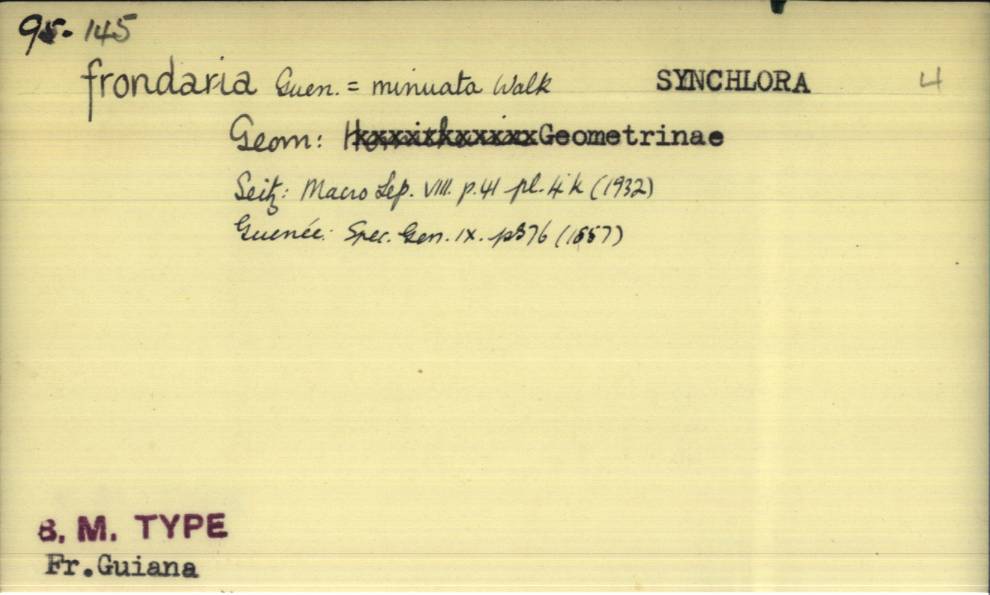 95. 145
frondaria Guen. = minuata Walk SYNCHLORA 4
Geom: Geometrinae
Seitz: Macro Lep. VIII. p.41 pl. 4k (1932)
Guenée: Spec. Gen. IX. p376 (1857)
B. M. TYPE
Fr.Guiana